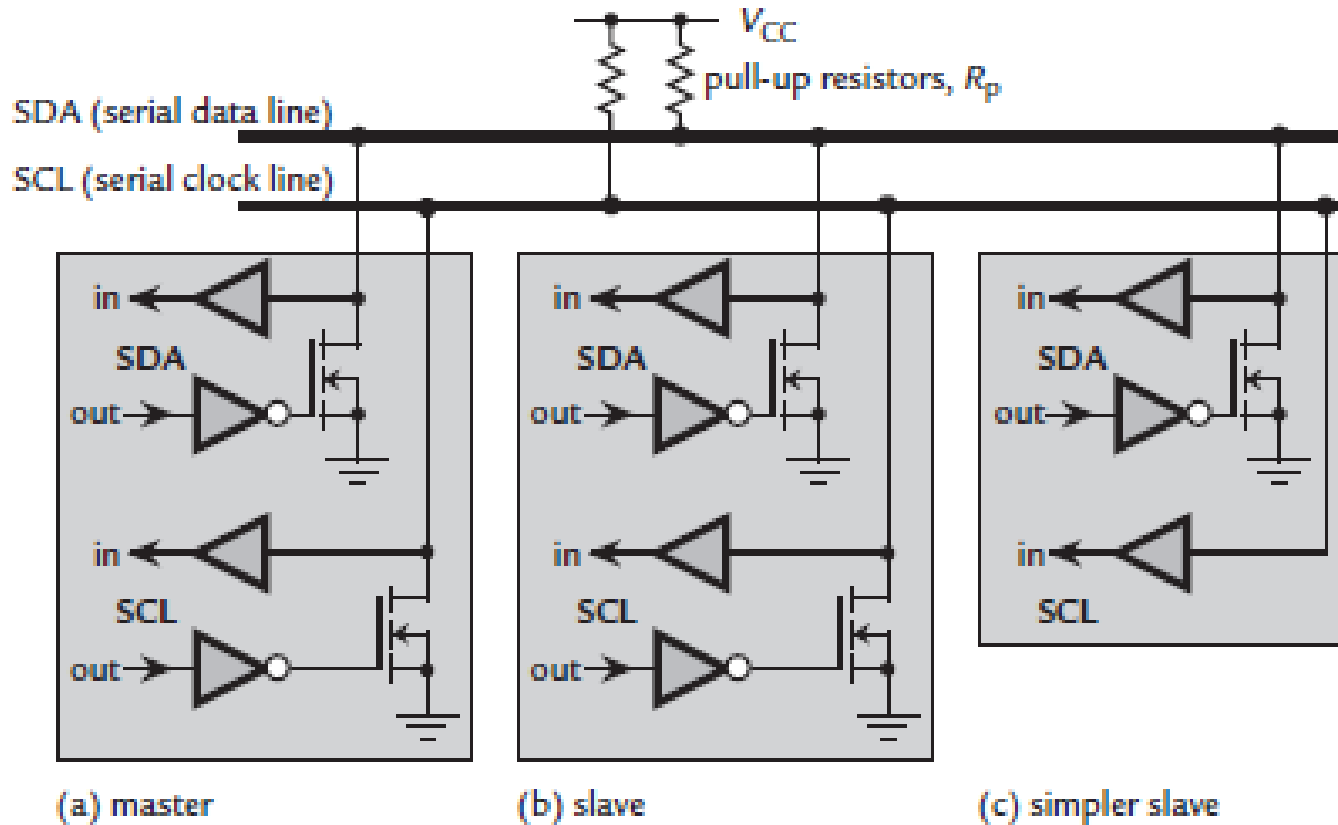 V_CC
pull-up resistors, R_p
SDA (serial data line)
SCL (serial clock line)
in
in
in
SDA
SDA
SDA
out
out
out
in
in
in
SCL
SCL
SCL
out
out
(a) master
(b) slave
(c) simpler slave